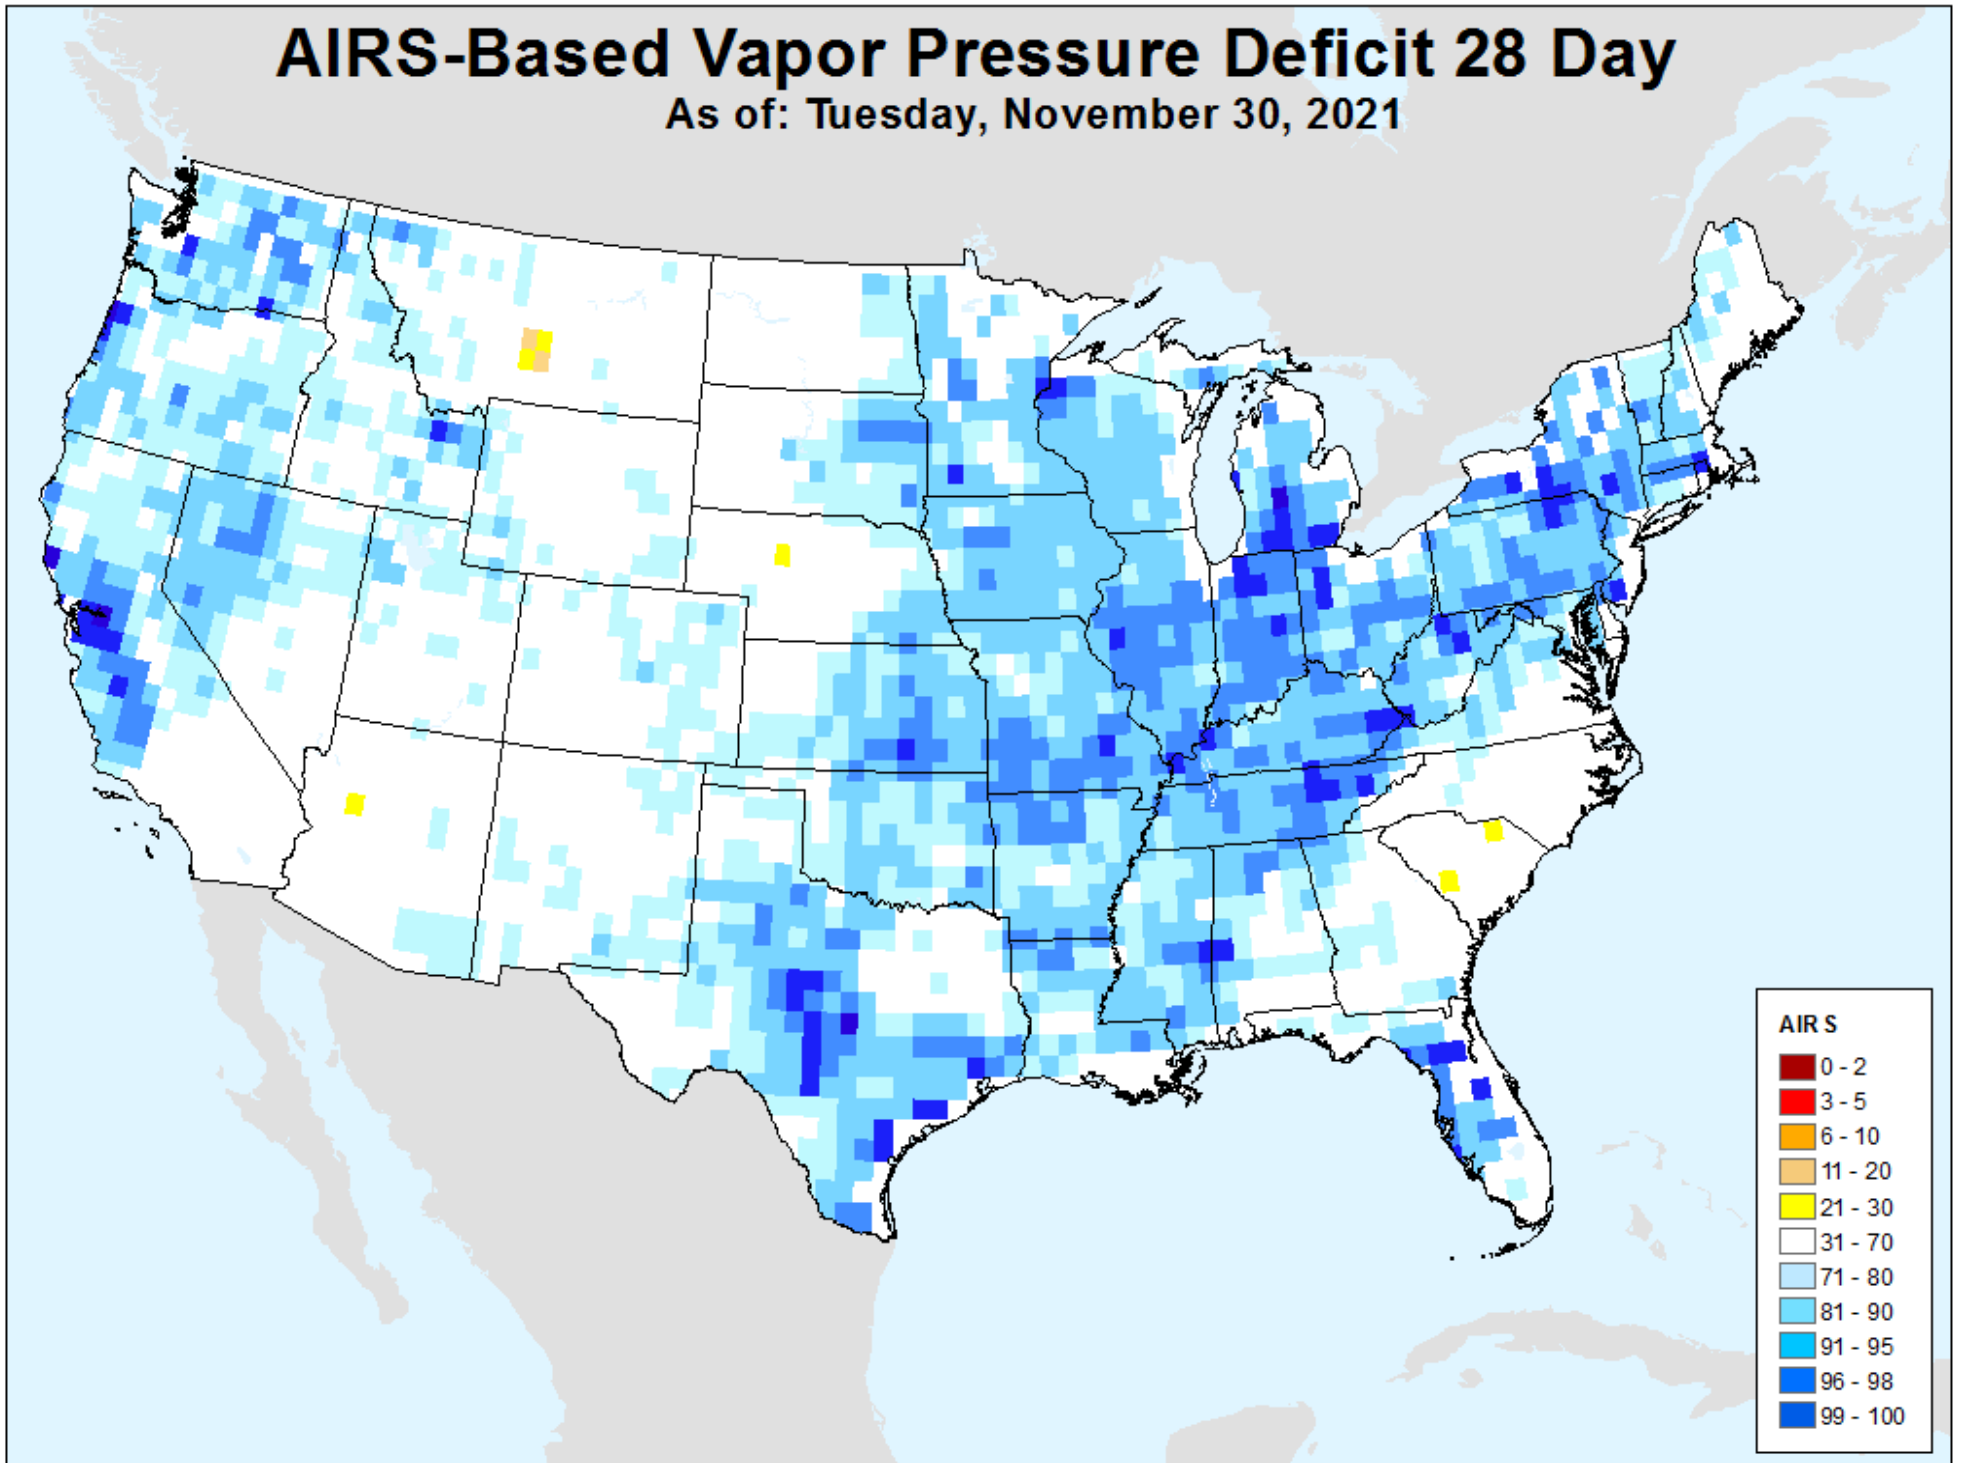 AIRS-Based Vapor Pressure Deficit 28 Day
As of: Tuesday, November 30, 2021
AIRS
0 - 2
3 - 5
6 - 10
11 - 20
21 - 30
31 - 70
71 - 80
81 - 90
91 - 95
96 - 98
99 - 100